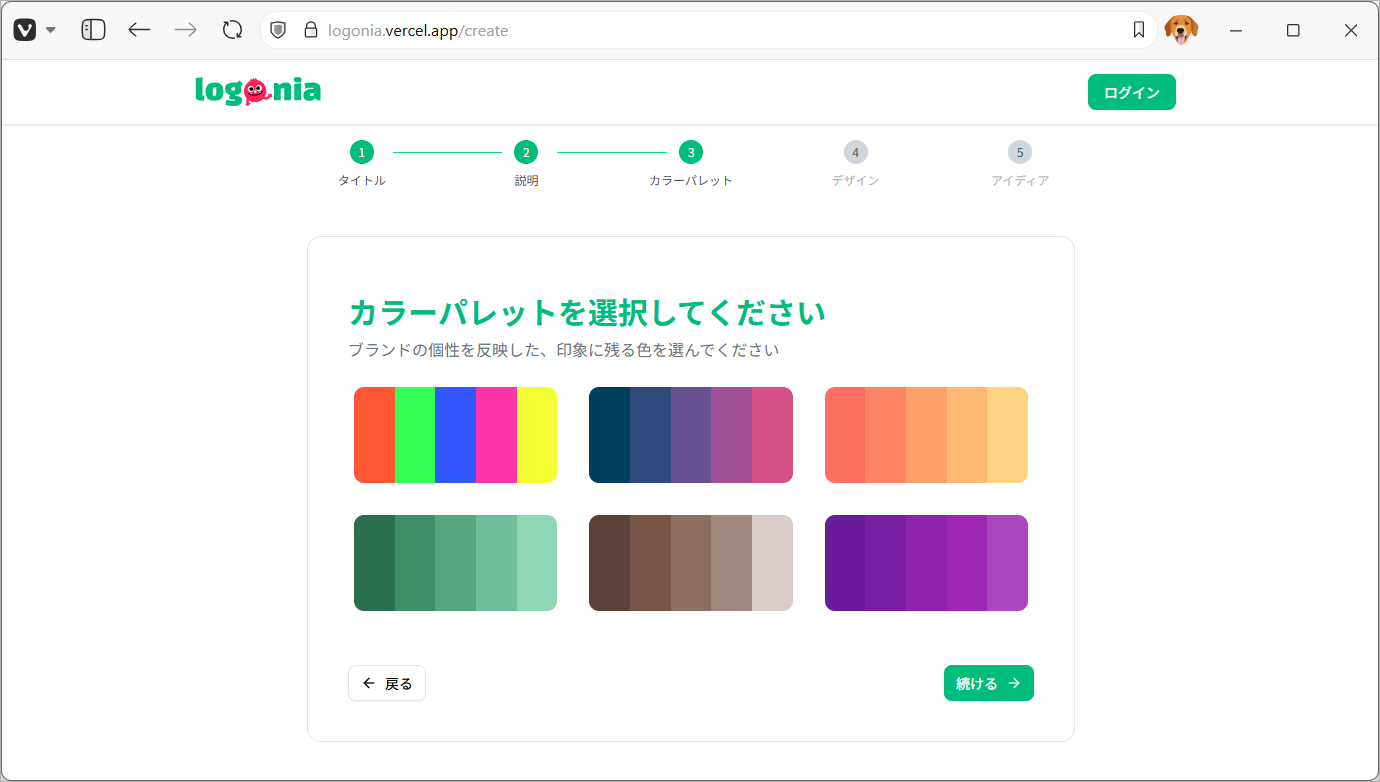 logonia.vercel.app/create
logonia
ログイン
1
2
3
4
5
タイトル
説明
カラーパレット
デザイン
アイディア
カラーパレットを選択してください
ブランドの個性を反映した、印象に残る色を選んでください
← 戻る
続ける →